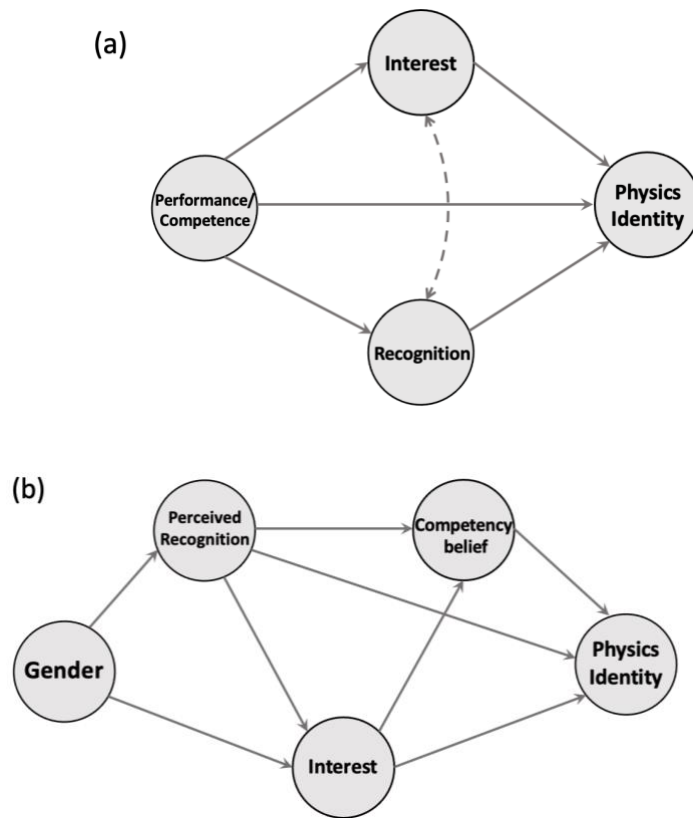 (a)
Interest
Performance/
Competence
Physics
Identity
Recognition
(b)
Perceived
Recognition
Competency
belief
Gender
Physics
Identity
Interest